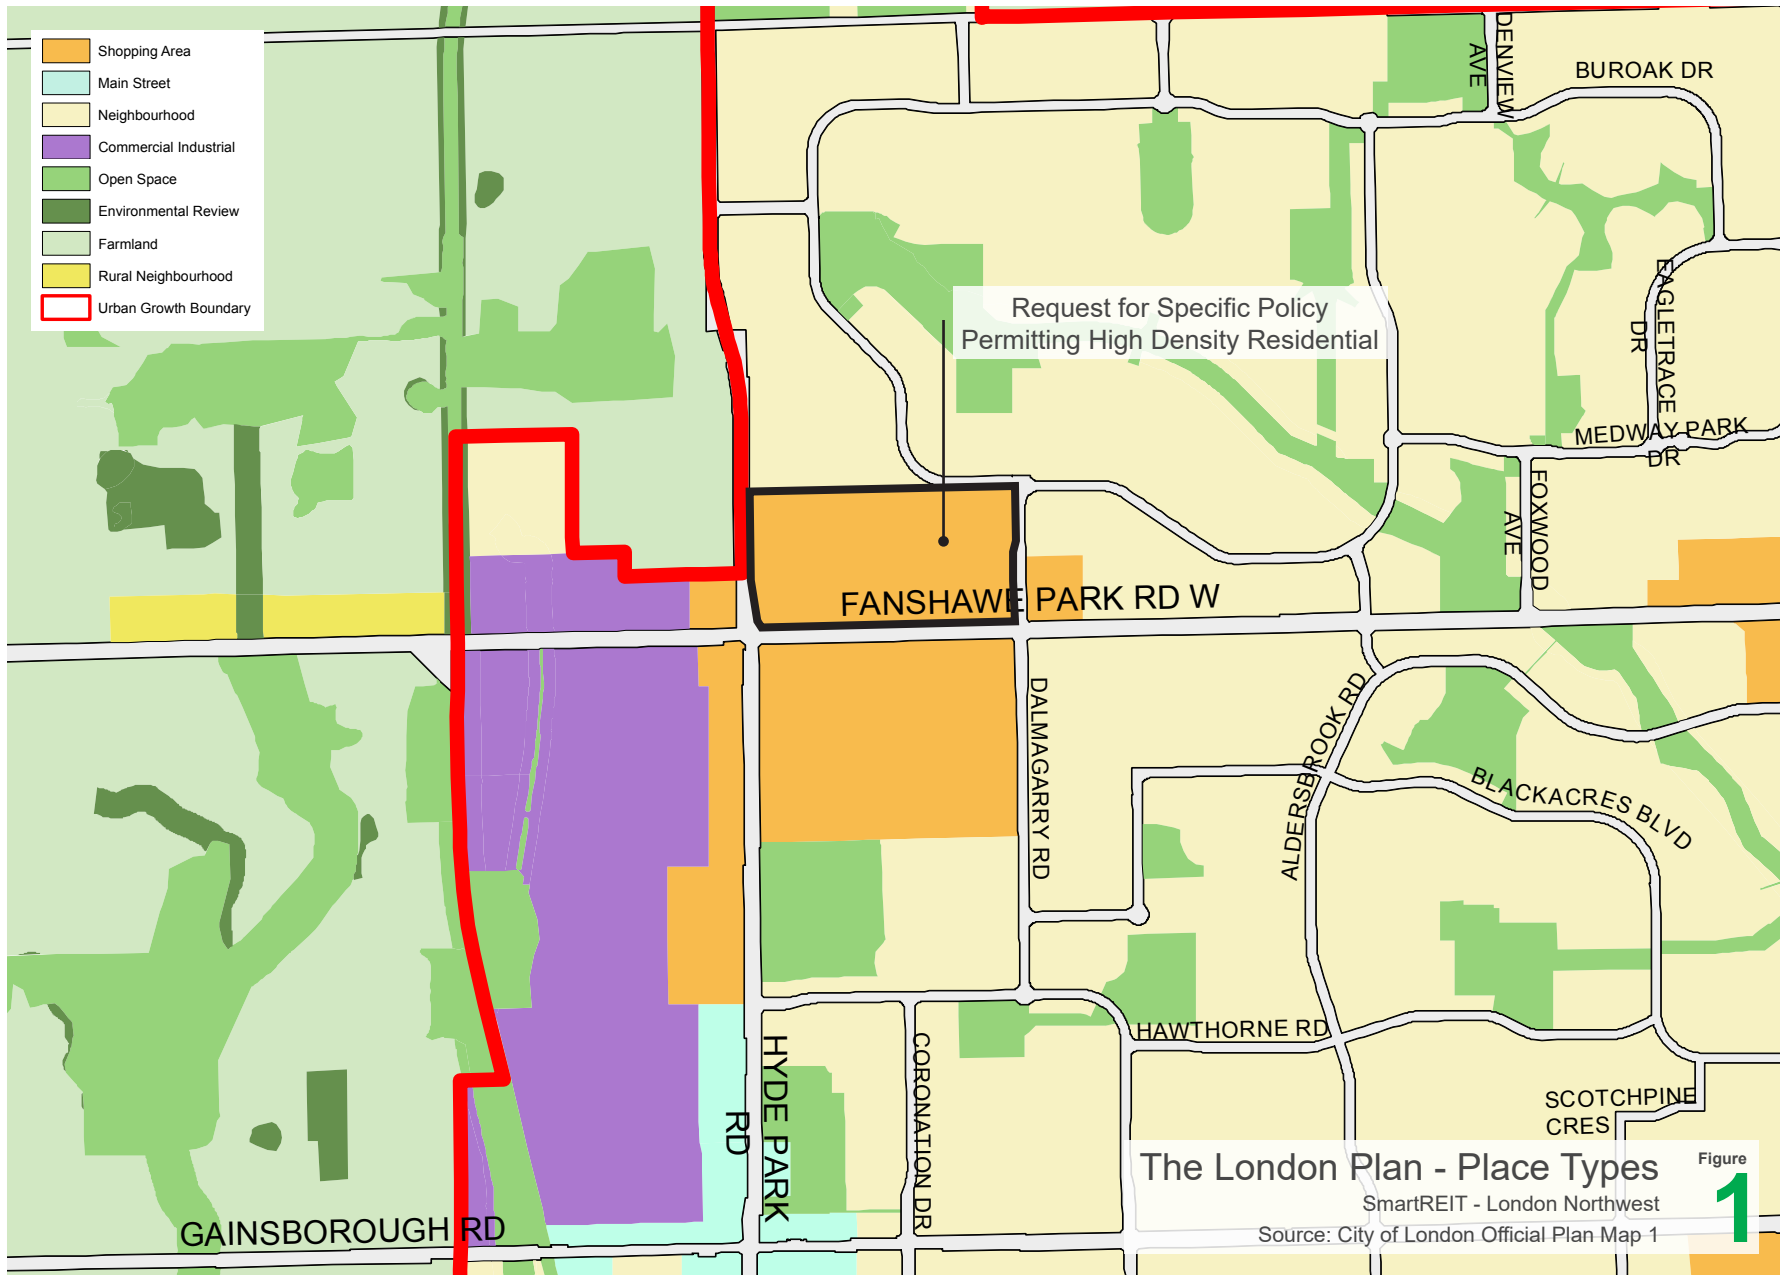 Shopping Area
Main Street
Neighbourhood
Commercial Industrial
Open Space
Environmental Review
Farmland
Rural Neighbourhood
Urban Growth Boundary
DENVIEW
AVE
BUROAK DR
EAGLETRACE
DR
Request for Specific Policy
Permitting High Density Residential
MEDWAY PARK
DR
FOXWOOD
AVE
FANSHAWE PARK RD W
DALMAGARRY RD
ALDERSBROOK RD
BLACKACRES BLVD
HAWTHORNE RD
HYDE PARK
RD
CORONATION DR
SCOTCHPINE
CRES
GAINSBOROUGH RD
The London Plan - Place Types
SmartREIT - London Northwest
Source: City of London Official Plan Map 1
Figure
1